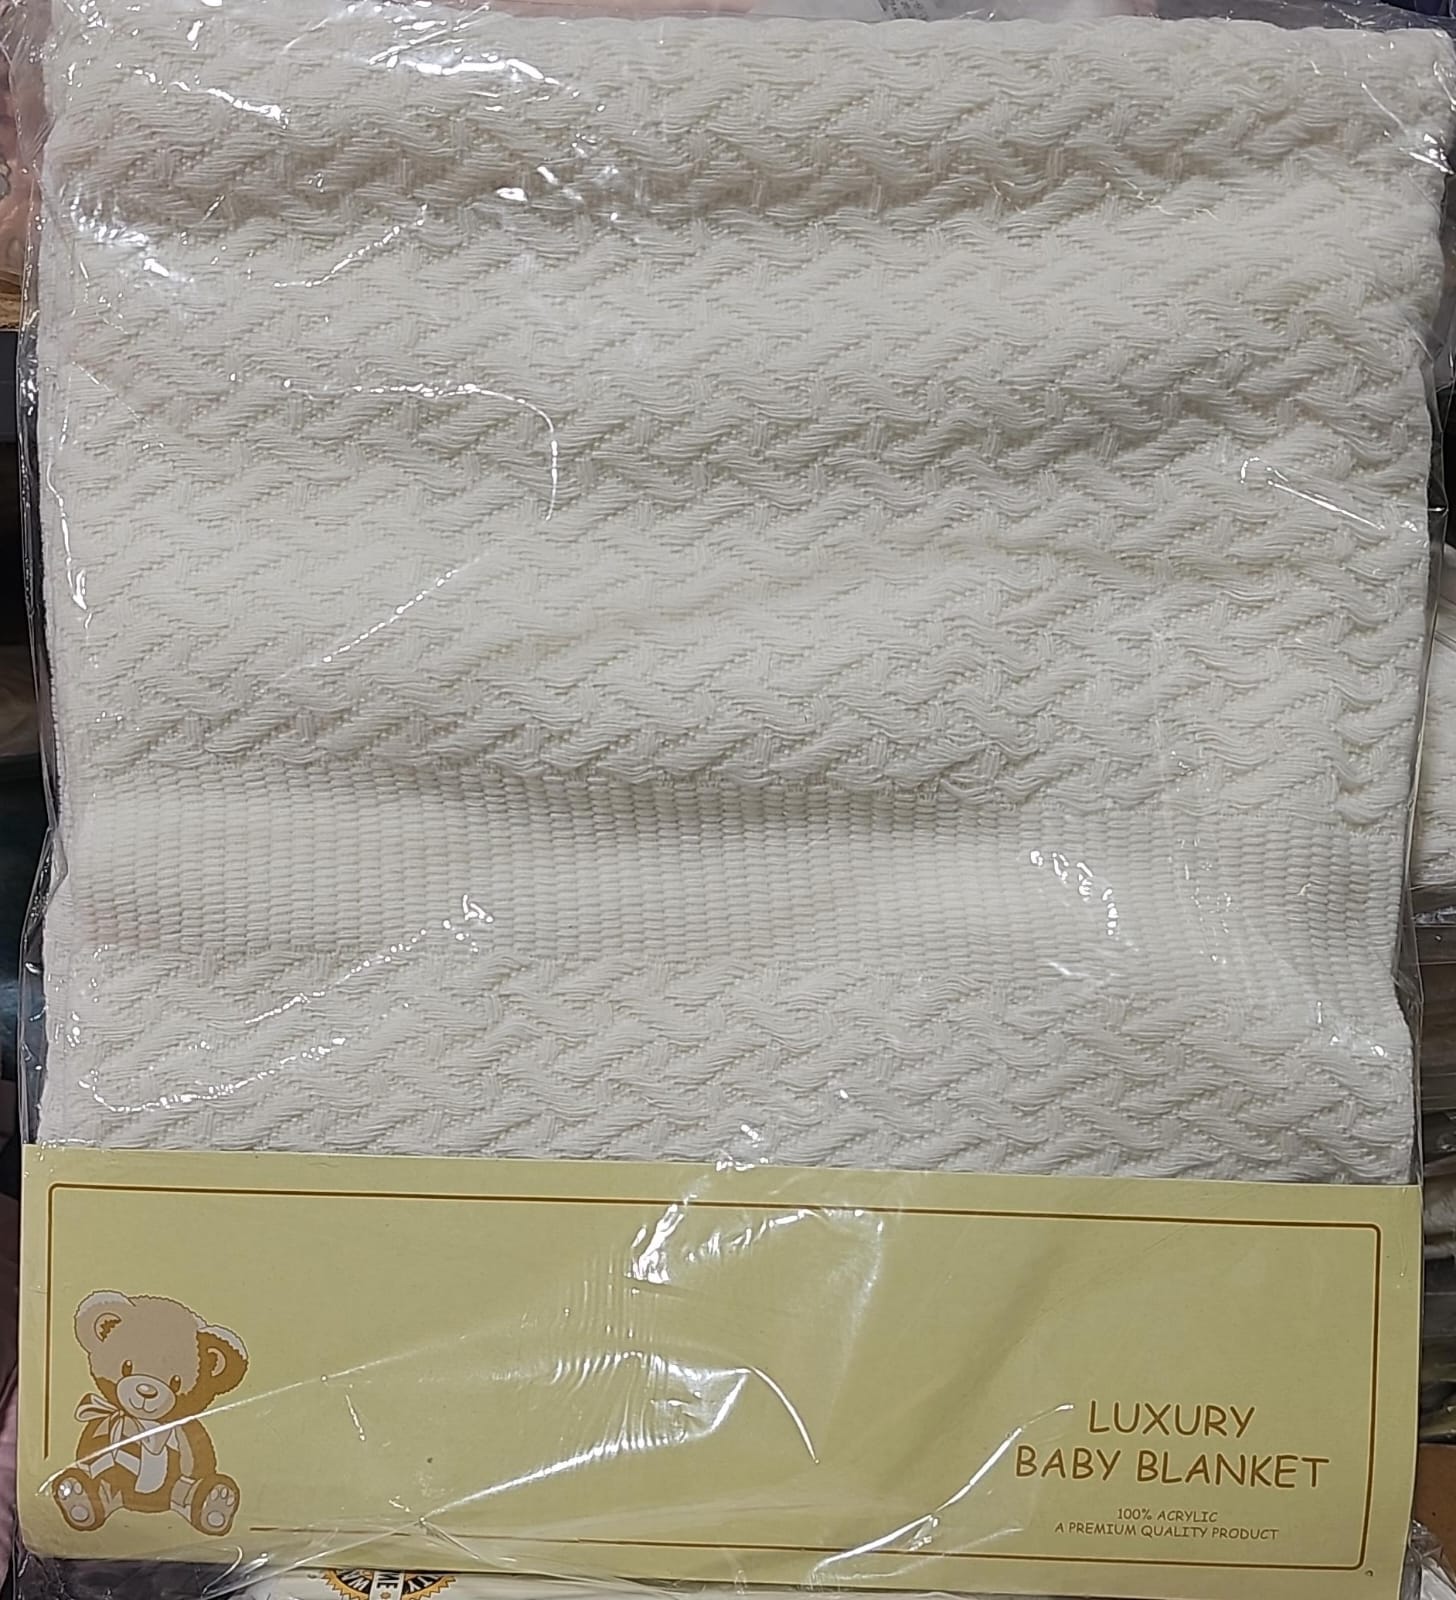 LUXURY
BABY BLANKET
100% ACRYLIC
A PREMIUM QUALITY PRODUCT